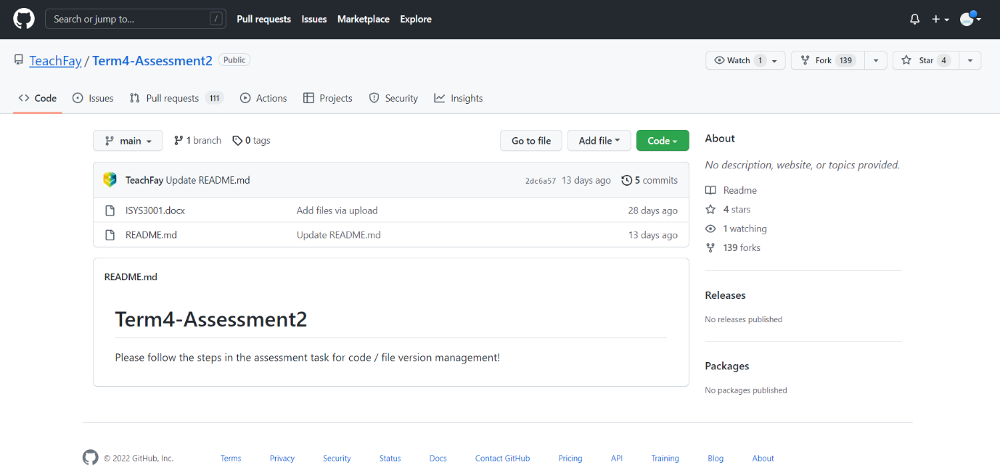 Search or jump to... /
Pull requests Issues Marketplace Explore
TeachFay / Term4-Assessment2 Public
Watch 1 Fork 139 Star 4
Code Issues Pull requests 111 Actions Projects Security Insights
main 1 branch 0 tags Go to file Add file Code
TeachFay Update README.md 2dc6a57 13 days ago 5 commits
ISYS3001.docx Add files via upload 28 days ago
README.md Update README.md 13 days ago
README.md
Term4-Assessment2
Please follow the steps in the assessment task for code / file version management!
About
No description, website, or topics provided.
Readme
4 stars
1 watching
139 forks
Releases
No releases published
Packages
No packages published
© 2022 GitHub, Inc. Terms Privacy Security Status Docs Contact GitHub Pricing API Training Blog About